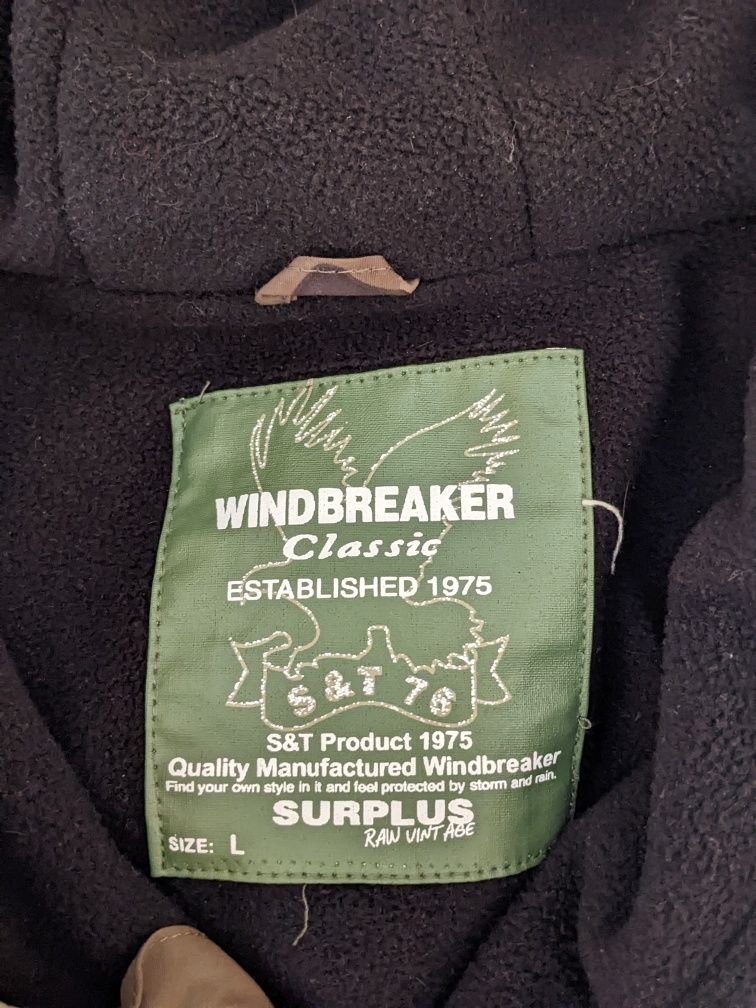 WINDBREAKER
Classic
ESTABLISHED 1975
S&T 76
S&T Product 1975
Quality Manufactured Windbreaker
Find your own style in it and feel protected by storm and rain.
SURPLUS
RAW VINTAGE
SIZE: L